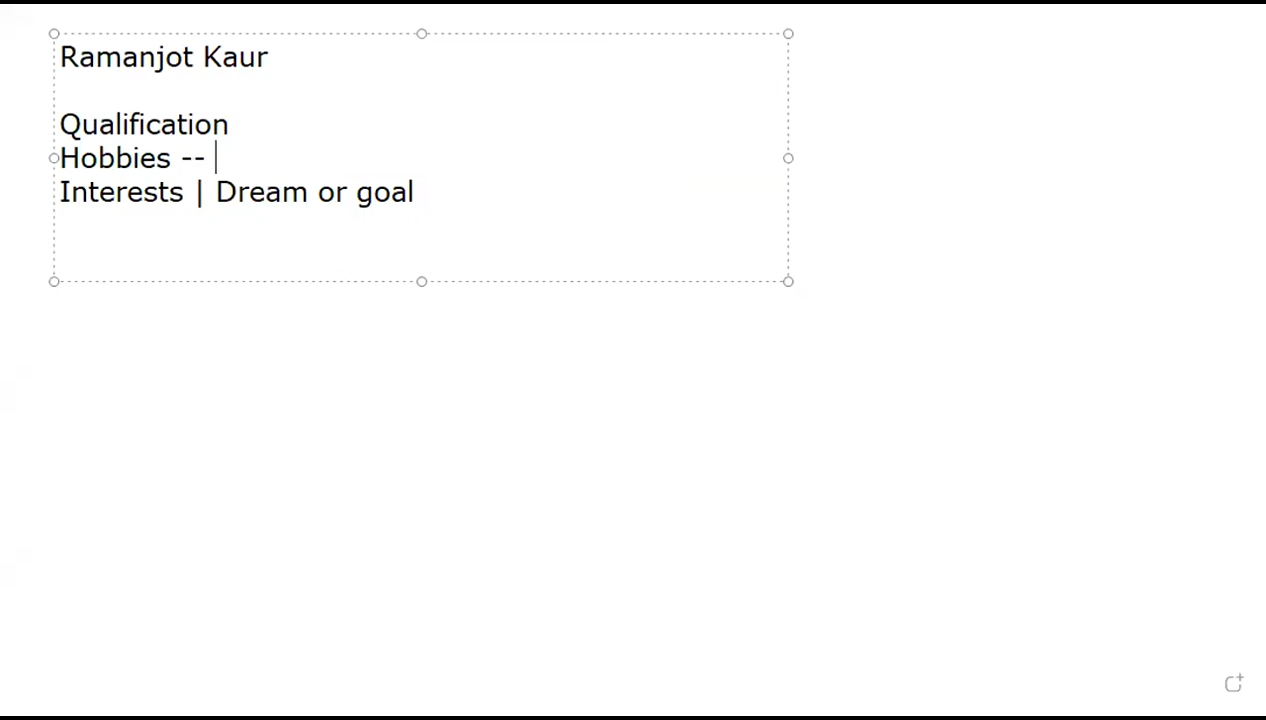 Ramanjot Kaur
Qualification
Hobbies --
Interests | Dream or goal